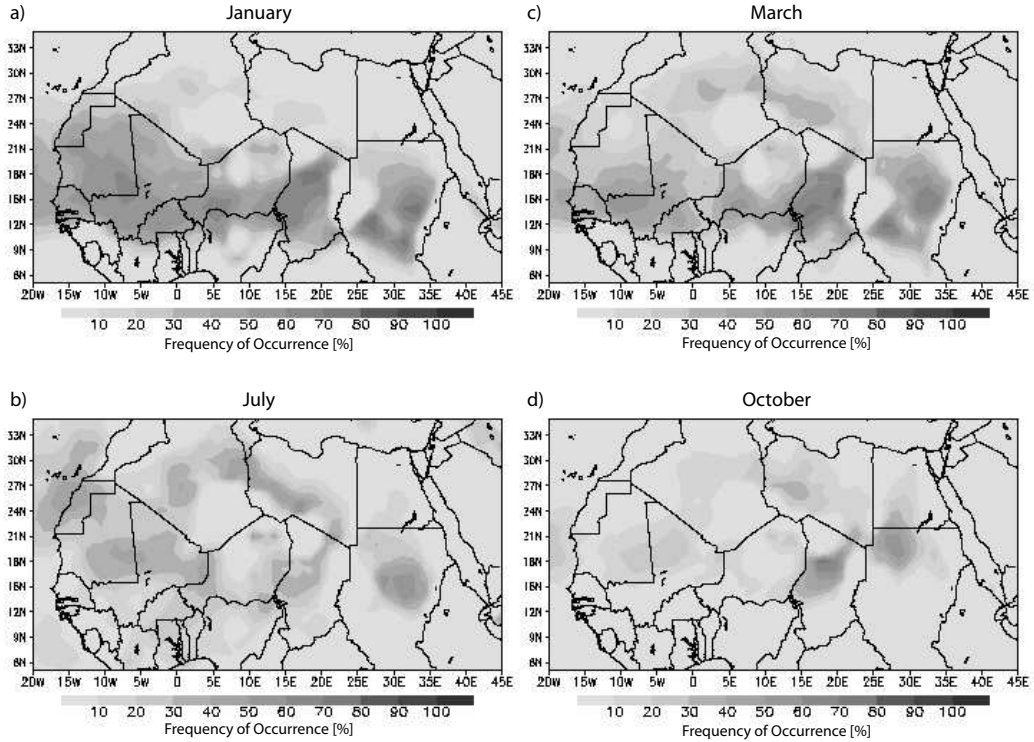 a) January
33N
30N
27N
24N
21N
18N
15N
12N
9N
6N
20W 15W 10W 5W 0 5E 10E 15E 20E 25E 30E 35E 45E
10 20 30 40 50 60 70 80 90 100
Frequency of Occurrence [%]
c) March
33N
30N
27N
24N
21N
18N
15N
12N
9N
6N
20W 15W 10W 5W 0 5E 10E 15E 20E 25E 30E 35E 45E
10 20 30 40 50 60 70 80 90 100
Frequency of Occurrence [%]
b) July
33N
30N
27N
24N
21N
18N
15N
12N
9N
6N
20W 15W 10W 5W 0 5E 10E 15E 20E 25E 30E 35E 45E
10 20 30 40 50 60 70 80 90 100
Frequency of Occurrence [%]
d) October
33N
30N
27N
24N
21N
18N
15N
12N
9N
6N
20W 15W 10W 5W 0 5E 10E 15E 20E 25E 30E 35E 45E
10 20 30 40 50 60 70 80 90 100
Frequency of Occurrence [%]